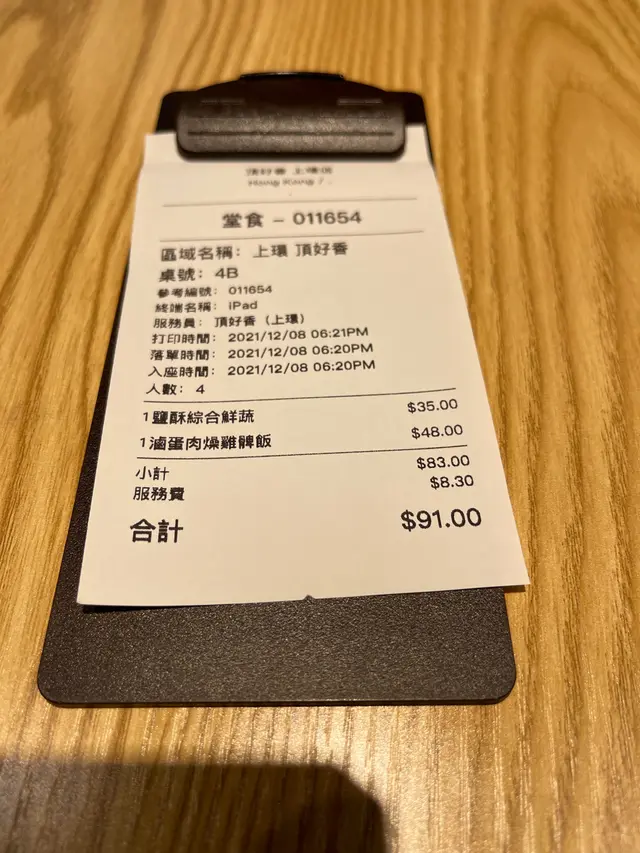 頂好香 上環店
Hong Kong / .
堂食 - 011654
區域名稱: 上環 頂好香
桌號: 4B
參考編號: 011654
終端名稱: iPad
服務員: 頂好香 (上環)
打印時間: 2021/12/08 06:21PM
落單時間: 2021/12/08 06:20PM
入座時間: 2021/12/08 06:20PM
人數: 4
1 鹽酥綜合鮮蔬 $35.00
1 滷蛋肉燥雞髀飯 $48.00
小計 $83.00
服務費 $8.30
合計 $91.00